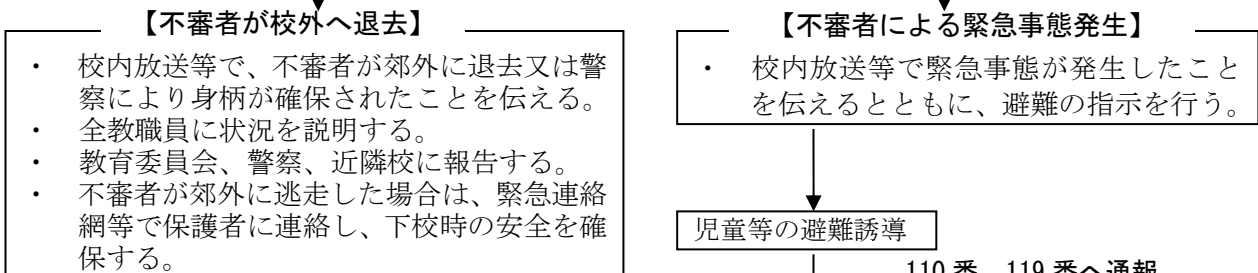 【不審者が校外へ退去】
・ 校内放送等で、不審者が郊外に退去又は警
察により身柄が確保されたことを伝える。
・ 全教職員に状況を説明する。
・ 教育委員会、警察、近隣校に報告する。
・ 不審者が郊外に逃走した場合は、緊急連絡
網等で保護者に連絡し、下校時の安全を確
保する。
【不審者による緊急事態発生】
・ 校内放送等で緊急事態が発生したこと
を伝えるとともに、避難の指示を行う。
児童等の避難誘導
110 番、119 番へ通報